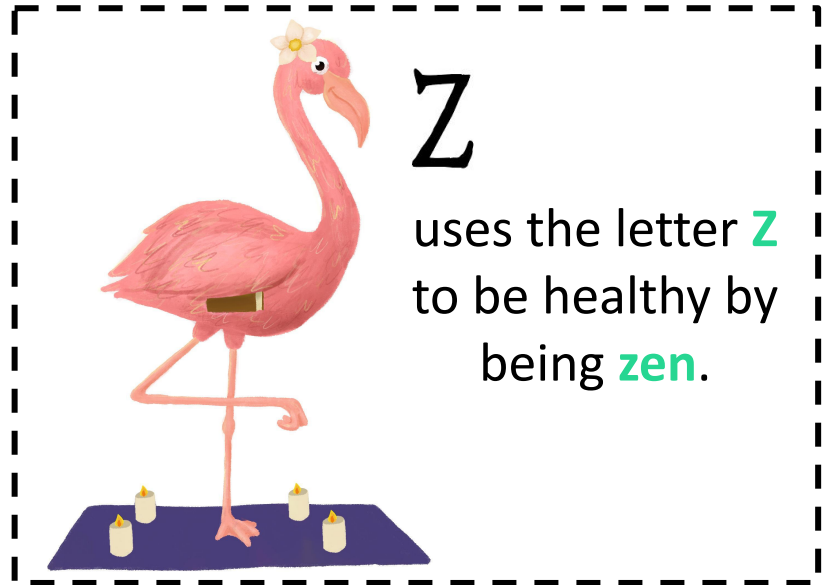 Z
uses the letter Z
to be healthy by
being zen.